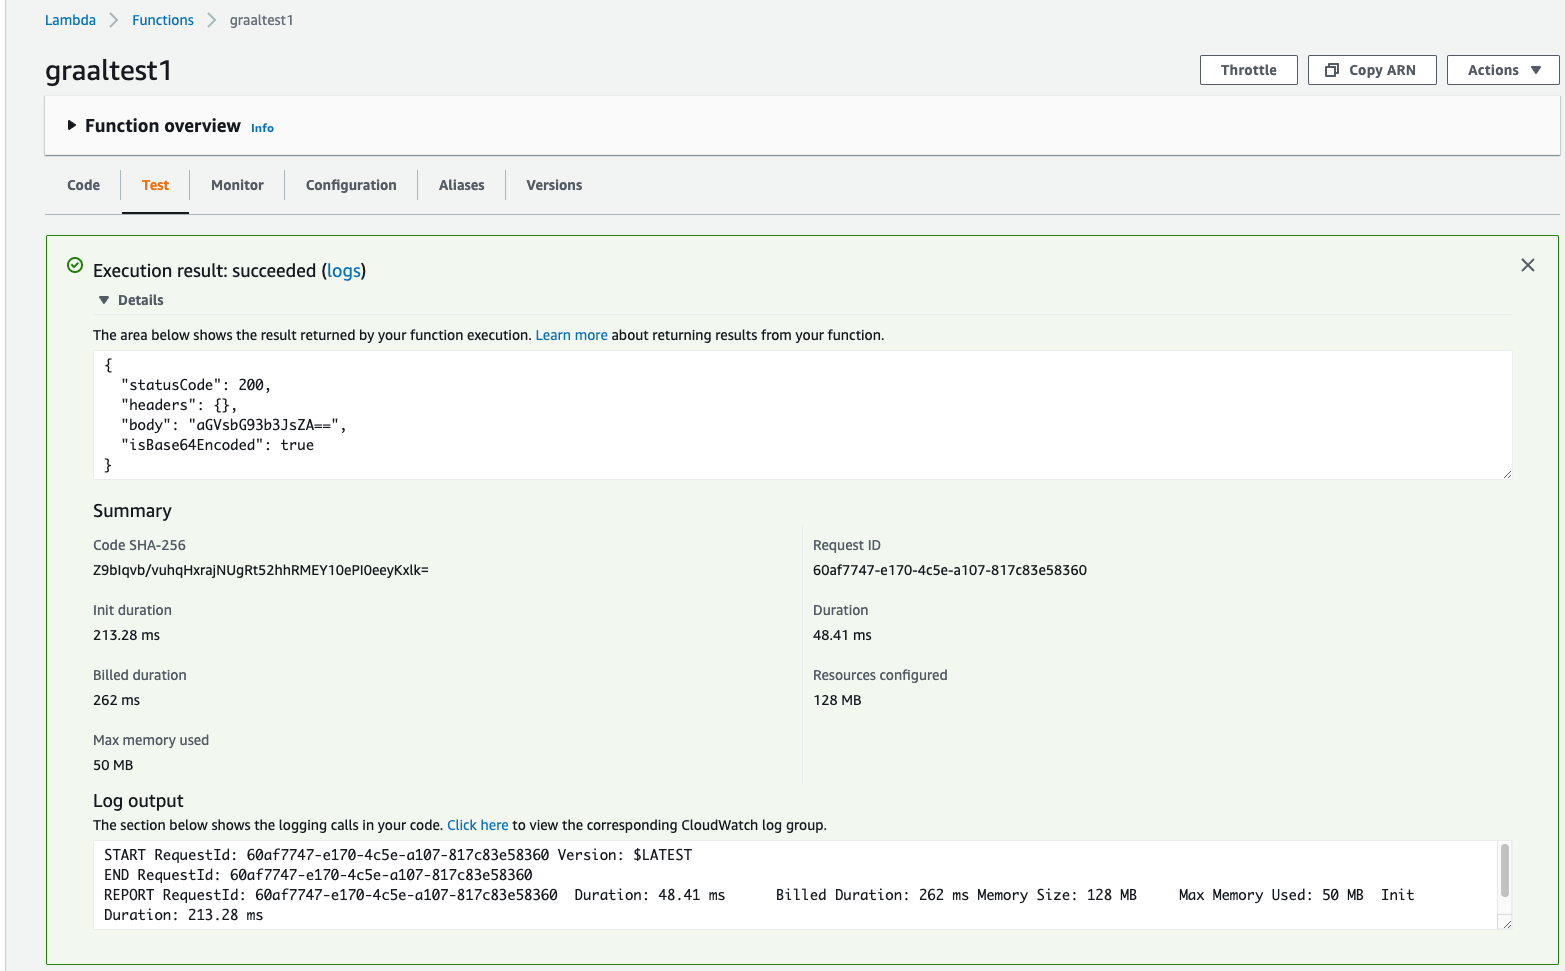 Lambda > Functions > graaltest1
graaltest1
Throttle
Copy ARN
Actions
Function overview Info
Code
Test
Monitor
Configuration
Aliases
Versions
Execution result: succeeded (logs)
Details
The area below shows the result returned by your function execution. Learn more about returning results from your function.
{
"statusCode": 200,
"headers": {},
"body": "aGVsbG93b3JsZA==",
"isBase64Encoded": true
}
Summary
Code SHA-256
Z9bIqvb/vuhqHxrajNUgRt52hhRMEY10ePI0eeyKxlk=
Request ID
60af7747-e170-4c5e-a107-817c83e58360
Init duration
213.28 ms
Duration
48.41 ms
Billed duration
262 ms
Resources configured
128 MB
Max memory used
50 MB
Log output
The section below shows the logging calls in your code. Click here to view the corresponding CloudWatch log group.
START RequestId: 60af7747-e170-4c5e-a107-817c83e58360 Version: $LATEST
END RequestId: 60af7747-e170-4c5e-a107-817c83e58360
REPORT RequestId: 60af7747-e170-4c5e-a107-817c83e58360 Duration: 48.41 ms Billed Duration: 262 ms Memory Size: 128 MB Max Memory Used: 50 MB Init
Duration: 213.28 ms